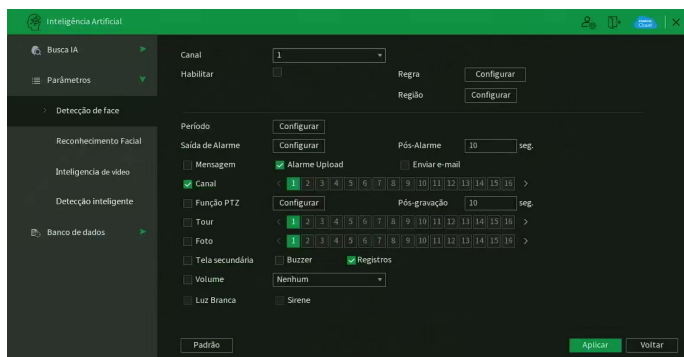 Inteligência Artificial
Busca IA
Parâmetros
Detecção de face
Reconhecimento Facial
Inteligencia de vídeo
Detecção inteligente
Banco de dados
Canal 1
Habilitar Regra Configurar
Região Configurar
Período Configurar
Saída de Alarme Configurar Pós-Alarme 10 seg.
Mensagem Alarme Upload Enviar e-mail
Canal 1 2 3 4 5 6 7 8 9 10 11 12 13 14 15 16
Função PTZ Configurar Pós-gravação 10 seg.
Tour 1 2 3 4 5 6 7 8 9 10 11 12 13 14 15 16
Foto 1 2 3 4 5 6 7 8 9 10 11 12 13 14 15 16
Tela secundária Buzzer Registros
Volume Nenhum
Luz Branca Sirene
Padrão Aplicar Voltar